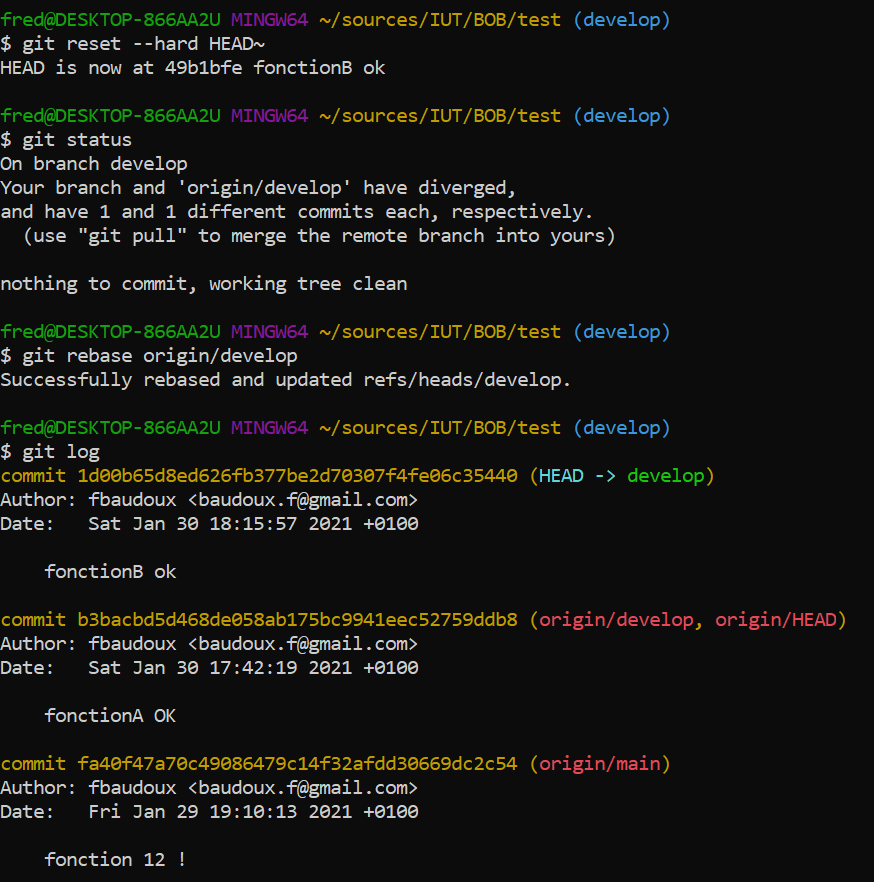 fred@DESKTOP-866AA2U MINGW64 ~/sources/IUT/BOB/test (develop)
$ git reset --hard HEAD~
HEAD is now at 49b1bfe fonctionB ok
fred@DESKTOP-866AA2U MINGW64 ~/sources/IUT/BOB/test (develop)
$ git status
On branch develop
Your branch and 'origin/develop' have diverged,
and have 1 and 1 different commits each, respectively.
  (use "git pull" to merge the remote branch into yours)
nothing to commit, working tree clean
fred@DESKTOP-866AA2U MINGW64 ~/sources/IUT/BOB/test (develop)
$ git rebase origin/develop
Successfully rebased and updated refs/heads/develop.
fred@DESKTOP-866AA2U MINGW64 ~/sources/IUT/BOB/test (develop)
$ git log
commit 1d00b65d8ed626fb377be2d70307f4fe06c35440 (HEAD -> develop)
Author: fbaudoux <baudoux.f@gmail.com>
Date:   Sat Jan 30 18:15:57 2021 +0100
    fonctionB ok
commit b3bacbd5d468de058ab175bc9941eec52759ddb8 (origin/develop, origin/HEAD)
Author: fbaudoux <baudoux.f@gmail.com>
Date:   Sat Jan 30 17:42:19 2021 +0100
    fonctionA OK
commit fa40f47a70c49086479c14f32afdd30669dc2c54 (origin/main)
Author: fbaudoux <baudoux.f@gmail.com>
Date:   Fri Jan 29 19:10:13 2021 +0100
    fonction 12 !